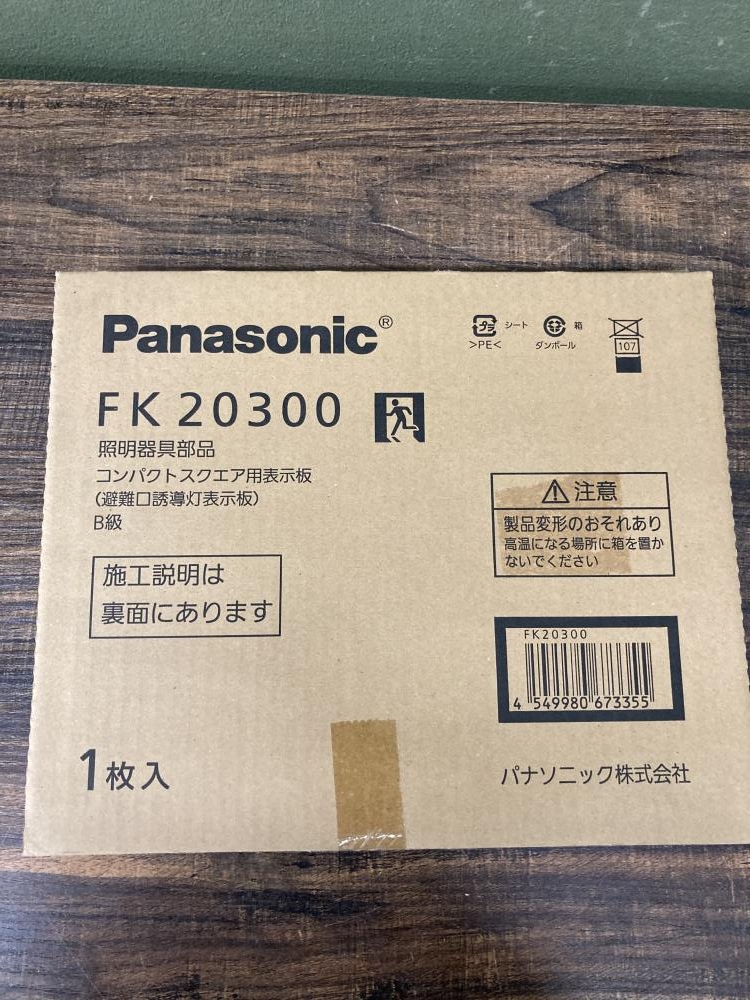 Panasonic®
プラ シート
>PE<
箱
ダンボール
107
FK20300
照明器具部品
コンパクトスクエア用表示板
(避難口誘導灯表示板)
B級
注意
製品変形のおそれあり
高温になる場所に箱を置か
ないでください
施工説明は
裏面にあります
FK20300
4 549980 673355
1枚入
パナソニック株式会社